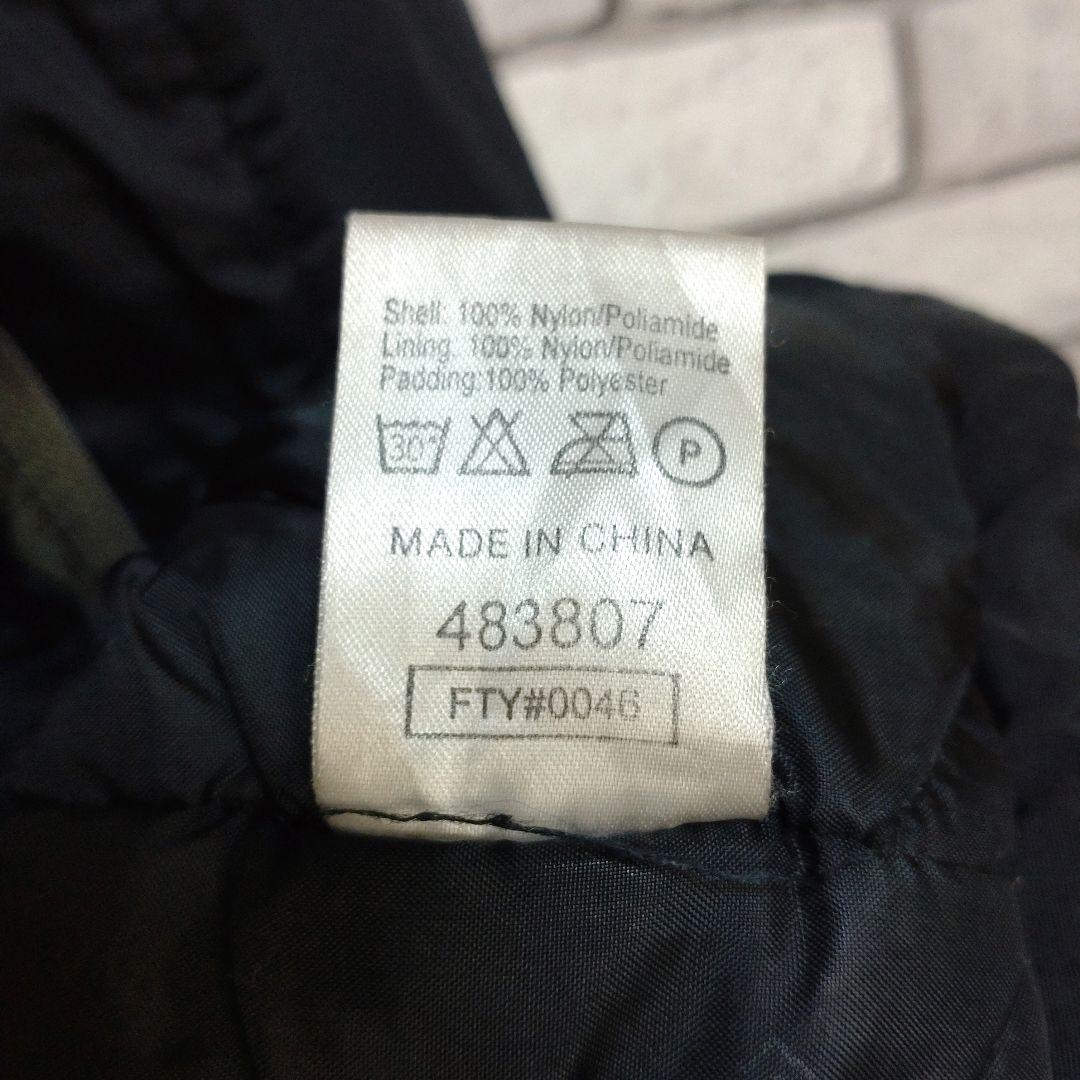 Shell: 100% Nylon/Poliamide
Lining: 100% Nylon/Poliamide
Padding:100% Polyester
30° P
MADE IN CHINA
483807
FTY#0046